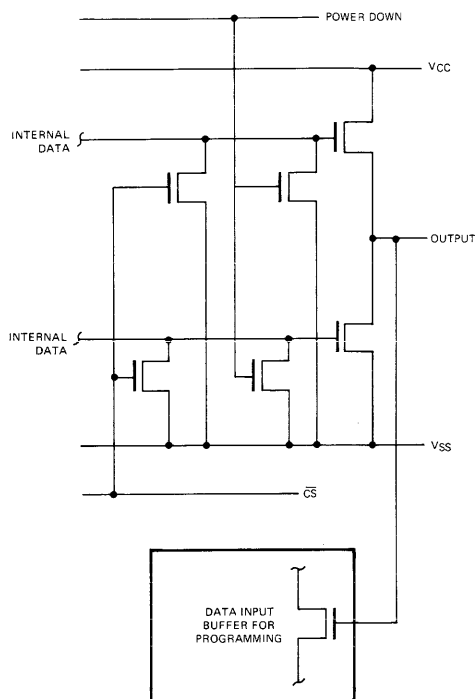 POWER DOWN
VCC
INTERNAL
DATA
OUTPUT
INTERNAL
DATA
VSS
CS
DATA INPUT
BUFFER FOR
PROGRAMMING